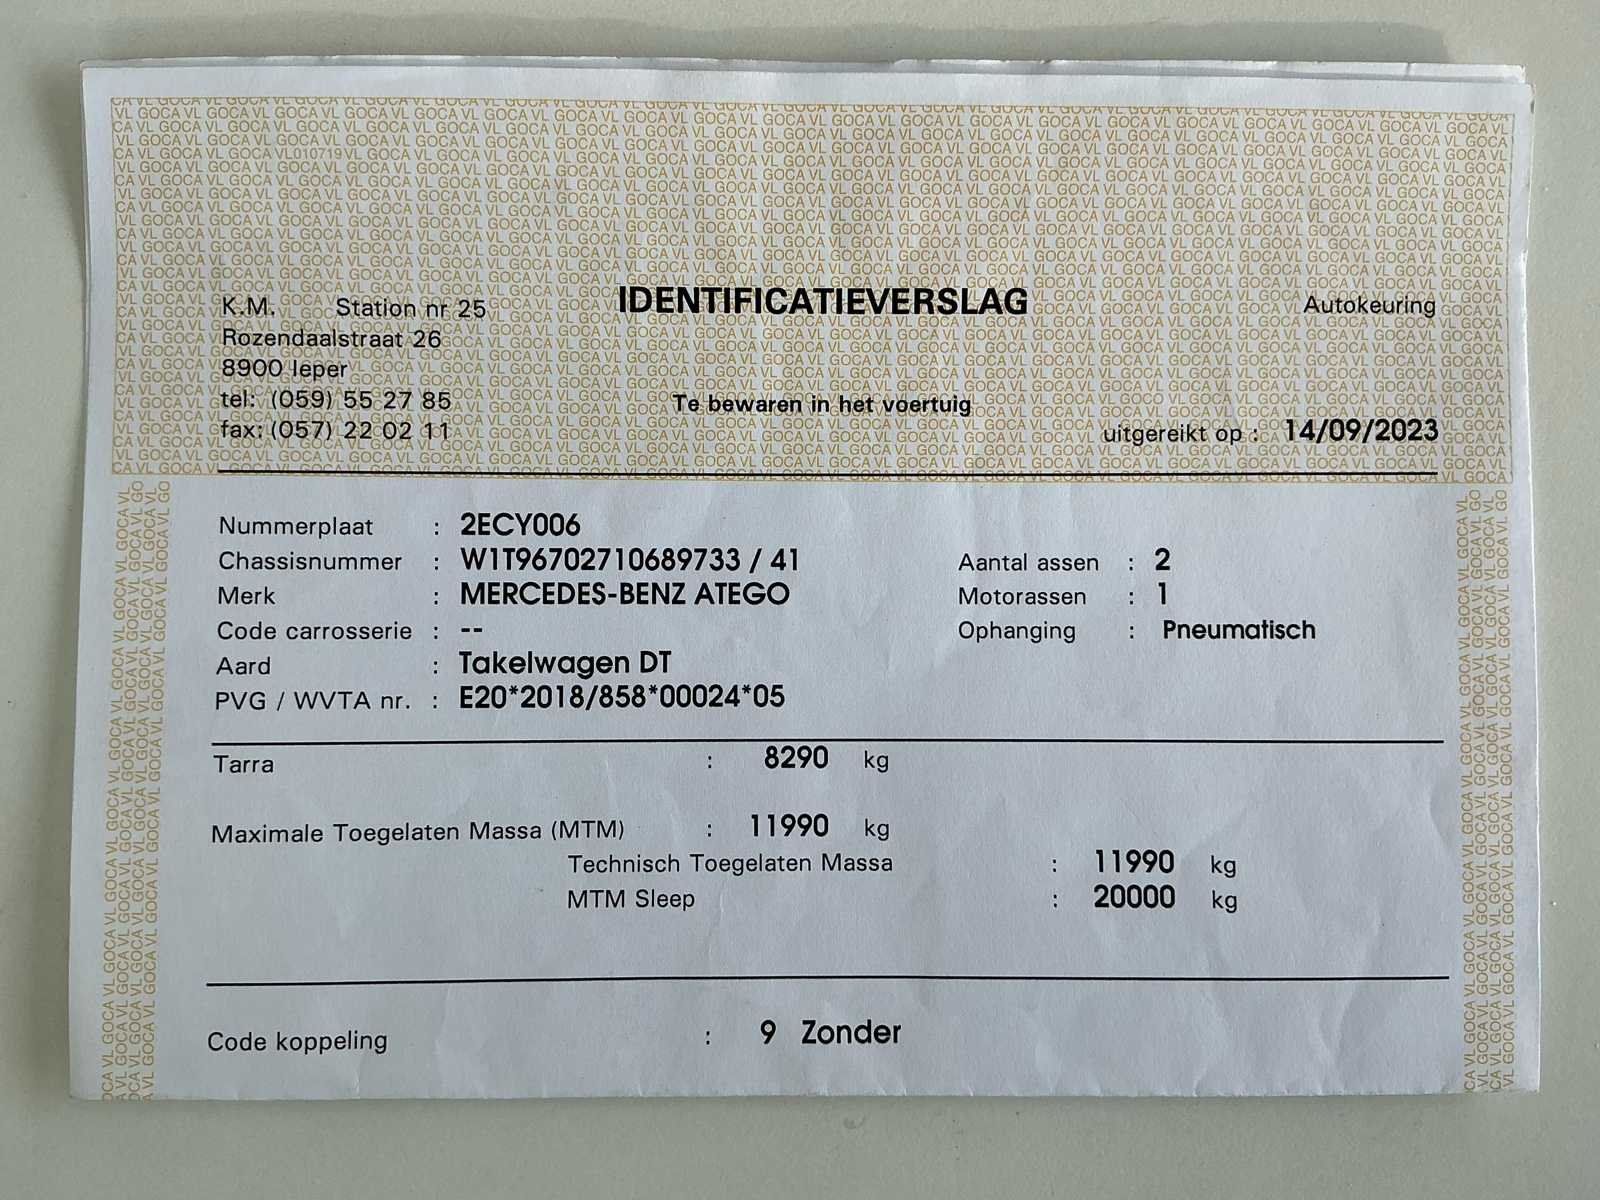 K.M. Station nr 25
Rozendaalstraat 26
8900 Ieper
tel: (059) 55 27 85
fax: (057) 22 02 11
IDENTIFICATIEVERSLAG
Te bewaren in het voertuig
Autokeuring
uitgereikt op : 14/09/2023
Nummerplaat : 2ECY006
Chassisnummer : W1T96702710689733 / 41
Merk : MERCEDES-BENZ ATEGO
Code carrosserie : --
Aard : Takelwagen DT
PVG / WVTA nr. : E20*2018/858*00024*05
Aantal assen : 2
Motorassen : 1
Ophanging : Pneumatisch
Tarra : 8290 kg
Maximale Toegelaten Massa (MTM) : 11990 kg
Technisch Toegelaten Massa : 11990 kg
MTM Sleep : 20000 kg
Code koppeling : 9 Zonder